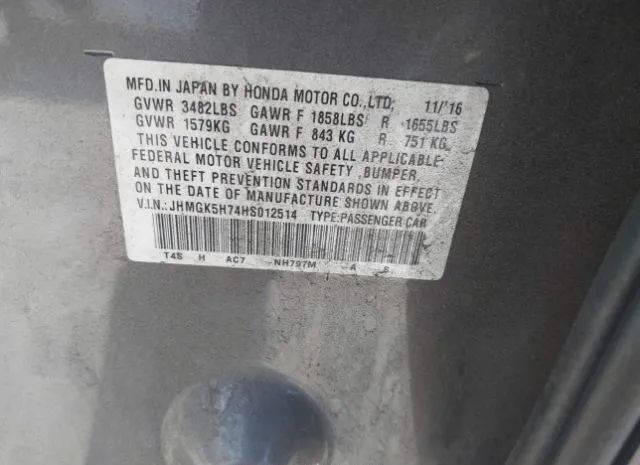 MFD.IN JAPAN BY HONDA MOTOR CO.,LTD; 11/'16
GVWR 3482LBS GAWR F 1858LBS R 1655LBS
GVWR 1579KG GAWR F 843 KG R 751 KG
THIS VEHICLE CONFORMS TO ALL APPLICABLE
FEDERAL MOTOR VEHICLE SAFETY ,BUMPER,
AND THEFT PREVENTION STANDARDS IN EFFECT
ON THE DATE OF MANUFACTURE SHOWN ABOVE.
V.I.N.:JHMGK5H74HS012514 TYPE:PASSENGER CAR
T4S H AC7 NH797M A